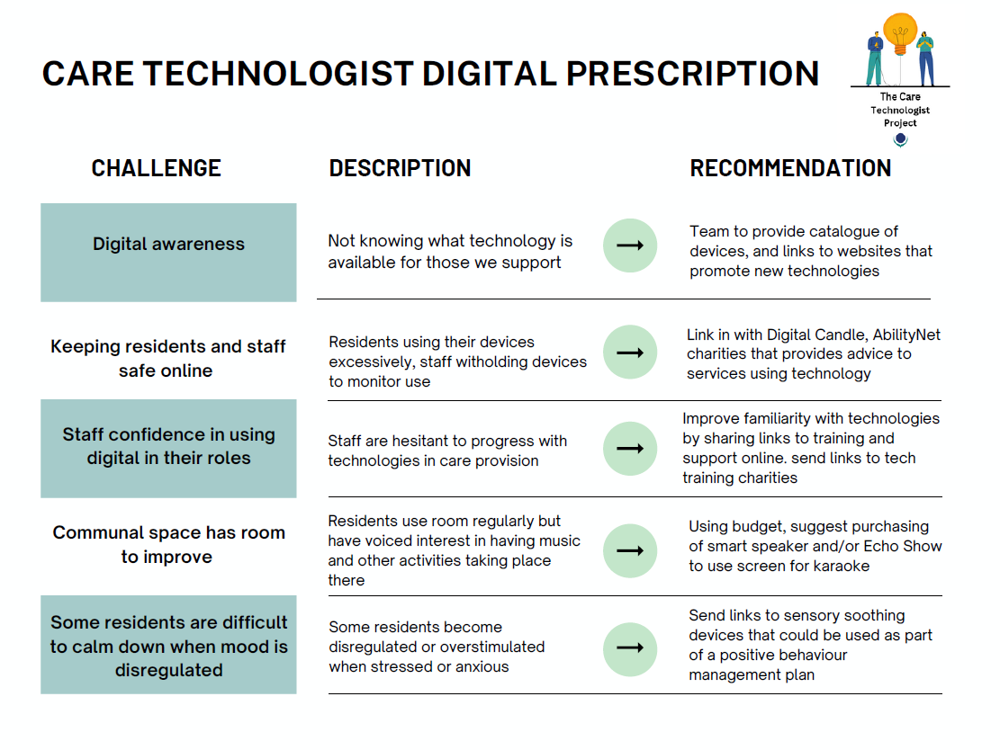 CARE TECHNOLOGIST DIGITAL PRESCRIPTION
The Care
Technologist
Project
CHALLENGE
DESCRIPTION
RECOMMENDATION
Digital awareness
Not knowing what technology is
available for those we support
Team to provide catalogue of
devices, and links to websites that
promote new technologies
Keeping residents and staff
safe online
Residents using their devices
excessively, staff witholding devices
to monitor use
Link in with Digital Candle, AbilityNet
charities that provides advice to
services using technology
Staff confidence in using
digital in their roles
Staff are hesitant to progress with
technologies in care provision
Improve familiarity with technologies
by sharing links to training and
support online. send links to tech
training charities
Communal space has room
to improve
Residents use room regularly but
have voiced interest in having music
and other activities taking place
there
Using budget, suggest purchasing
of smart speaker and/or Echo Show
to use screen for karaoke
Some residents are difficult
to calm down when mood is
disregulated
Some residents become
disregulated or overstimulated
when stressed or anxious
Send links to sensory soothing
devices that could be used as part
of a positive behaviour
management plan